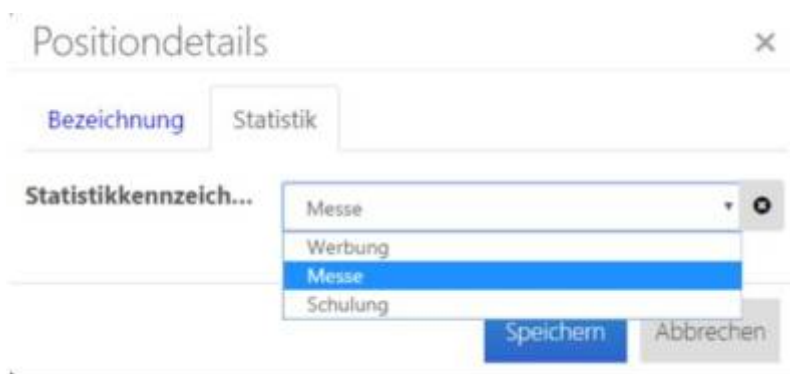 Positiondetails ×
Bezeichnung Statistik
Statistikkennzeich... Messe
Werbung
Messe
Schulung
Speichern Abbrechen